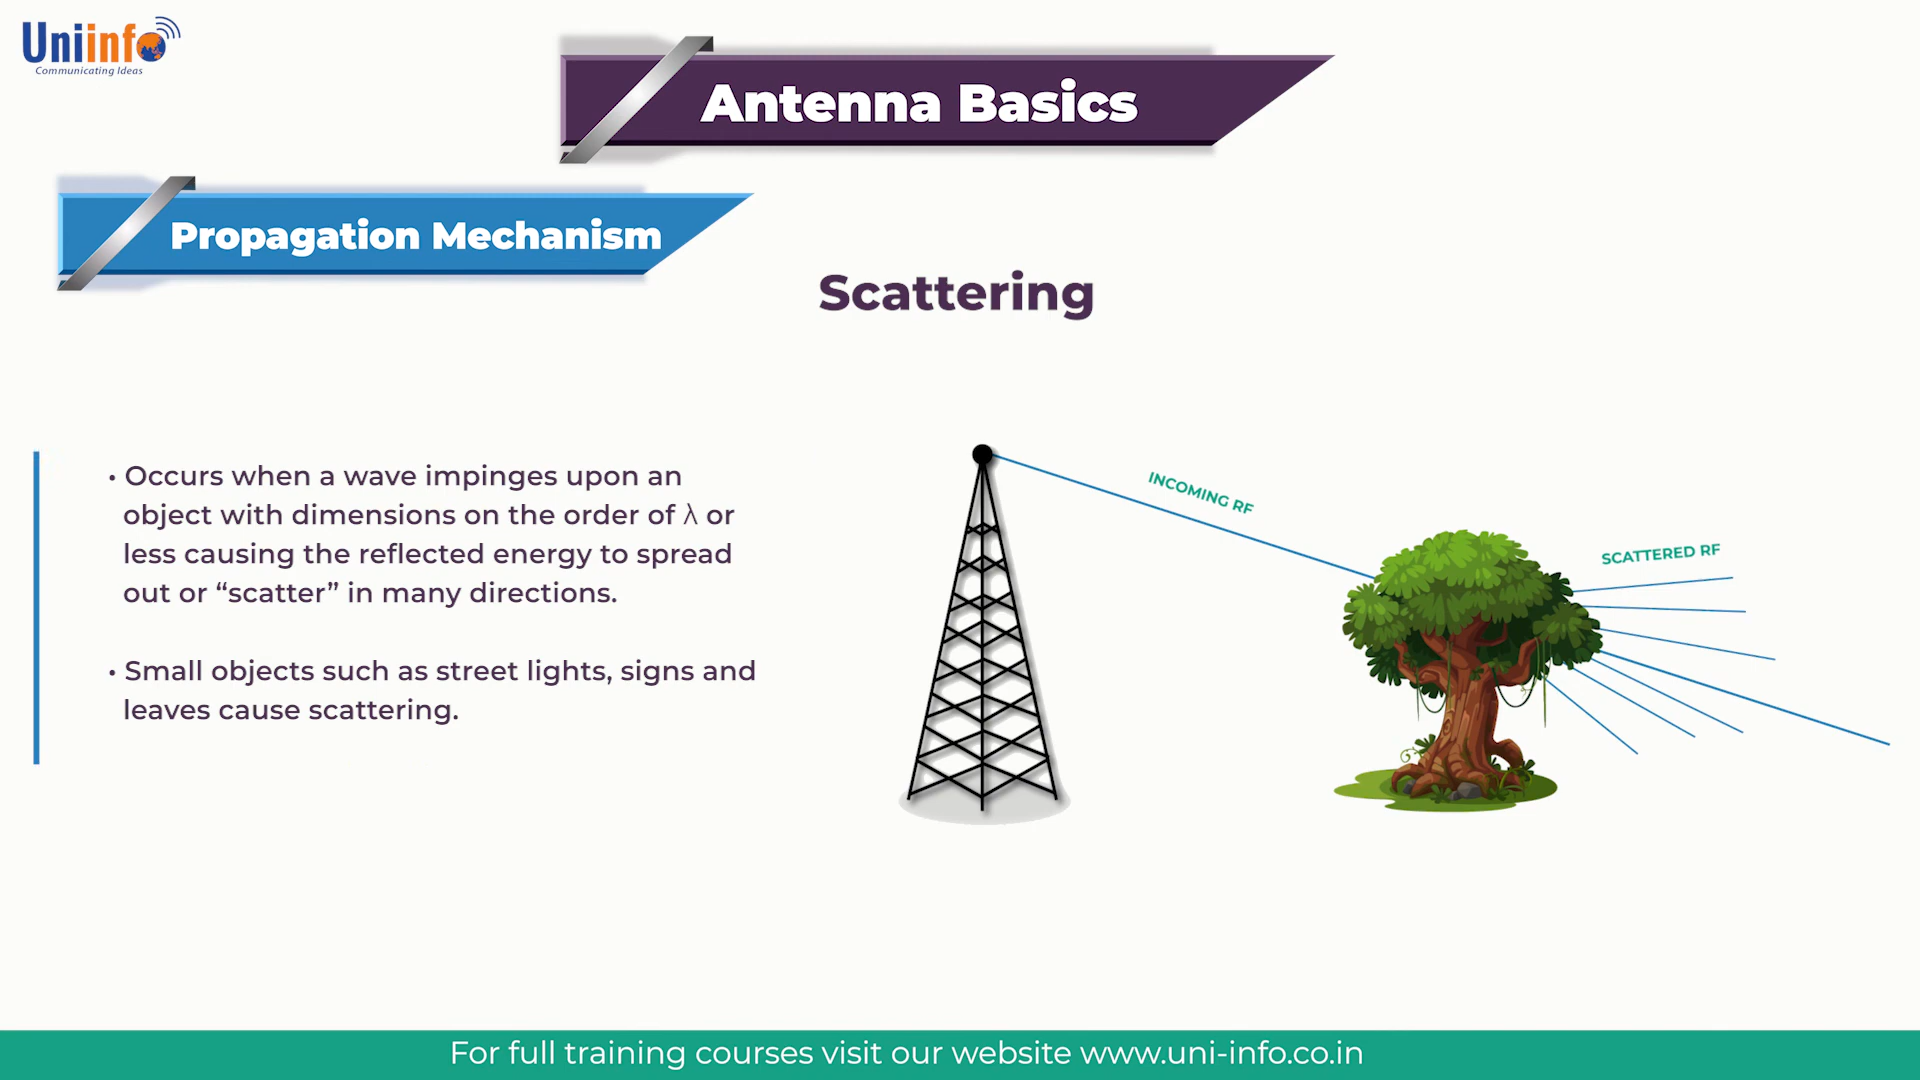 Uniinfo
Communicating Ideas
Antenna Basics
Propagation Mechanism
Scattering
• Occurs when a wave impinges upon an
object with dimensions on the order of λ or
less causing the reflected energy to spread
out or “scatter” in many directions.
• Small objects such as street lights, signs and
leaves cause scattering.
INCOMING RF
SCATTERED RF
For full training courses visit our website www.uni-info.co.in